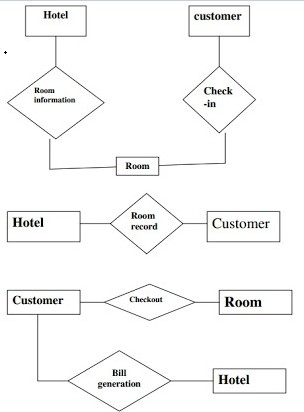 Hotel
customer
Room
information
Check
-in
Room
Hotel
Room
record
Customer
Customer
Checkout
Room
Bill
generation
Hotel